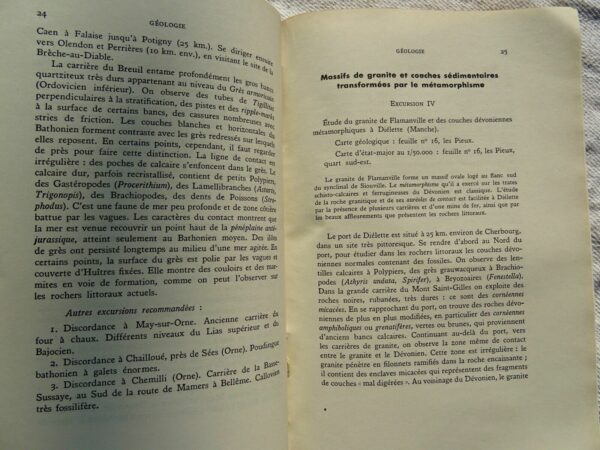 24
GÉOLOGIE
Caen à Falaise jusqu'à Potigny (25 km.). Se diriger ensuite
vers Olendon et Perrières (10 km. env.), en visitant le site de la
Brèche-au-Diable.
La carrière du Breuil entame profondément les gros bancs
quartziteux très durs appartenant au niveau du Grès armoricain
(Ordovicien inférieur). On observe des tubes de Tigillites
perpendiculaires à la stratification, des pistes et des ripple-marks
à la surface de certains bancs, des cassures nombreuses avec
stries de friction. Les couches blanches et horizontales du
Bathonien forment contraste avec les grès redressés sur lesquels
elles reposent. En certains points, cependant, il faut regarder
de près pour faire cette distinction. La ligne de contact est
irrégulière : des poches de calcaire s'enfoncent dans le grès. Le
calcaire dur, parfois recristallisé, contient des Polypiers,
des Gastéropodes (Procerithium), des Lamellibranches (Astarte,
Trigonopis), des Brachiopodes, des dents de Poissons (Stro-
phodus). C'est une faune de mer peu profonde et de zone côtière
battue par les vagues. Les caractères du contact montrent que
la mer est venue recouvrir un point haut de la pénéplaine anté-
jurassique, atteint seulement au Bathonien moyen. Des îles
de grès ont persisté longtemps au milieu d'une mer agrée. En
certains points, la surface du grès est polie par les vagues et
couverte d'Huîtres fixées. Elle montre des couloirs et des mar-
mites en voie de formation, comme on peut l'observer sur
les rochers littoraux actuels.
Autres excursions recommandées :
1. Discordance à May-sur-Orne. Ancienne carrière du
four à chaux. Différents niveaux du Lias supérieur et du
Bajocien.
2. Discordance à Chailloué, près de Sées (Orne). Poudingue
bathonien à galets énormes.
3. Discordance à Chemilli (Orne). Carrière de la Basse-
Sussaye, au Sud de la route de Mamers à Bellême. Callovien
très fossilifère.
GÉOLOGIE
25
Massifs de granite et couches sédimentaires
transformées par le métamorphisme
EXCURSION IV
Étude du granite de Flamanville et des couches dévoniennes
métamorphiques à Diélette (Manche).
Carte géologique : feuille n° 16, les Pieux.
Carte d'état-major au 1/50.000 : feuille n° 16, les Pieux,
quart sud-est.
Le granite de Flamanville forme un massif ovale logé au Banc sud
du synclinal de Siouville. Le métamorphisme qu'il a exercé sur les strates
schisto-calcaires et ferrugineuses du Dévonien est classique. L'étude
de la roche granitique et de ses auréoles de contact est facilitée à Diélette
par la présence de plusieurs carrières et d'une mine de fer, ainsi que par
les beaux affleurements que présentent les rochers littoraux.
Le port de Diélette est situé à 25 km. environ de Cherbourg,
dans un site très pittoresque. Se rendre d'abord au Nord du
port, pour étudier dans les rochers littoraux les couches dévo-
niennes normales contenant des fossiles. On observe des len-
tilles calcaires à Polypiers, des grès grauwacqueux à Brachio-
podes (Athyris undata, Spirifer), à Bryozoaires (Fenestella).
Dans la grande carrière du Mont Saint-Gilles on exploite des
roches noires, rubanées, très dures : ce sont des cornéennes
micacées. En se rapprochant du port, on trouve des roches dévo-
niennes de plus en plus modifiées, en particulier des cornéennes
amphiboliques ou grenatifères, vertes ou brunes, qui proviennent
d'anciens bancs calcaires. Continuant au-delà du port, vers
les carrières de granite, on observe la zone même de contact
entre le granite et le Dévonien. Cette zone est irrégulière : le
granite pénètre en filonnets ramifiés dans la roche encaissante ;
il contient des enclaves micacées qui représentent des fragments
de couches « mal digérées ». Au voisinage du Dévonien, le granite